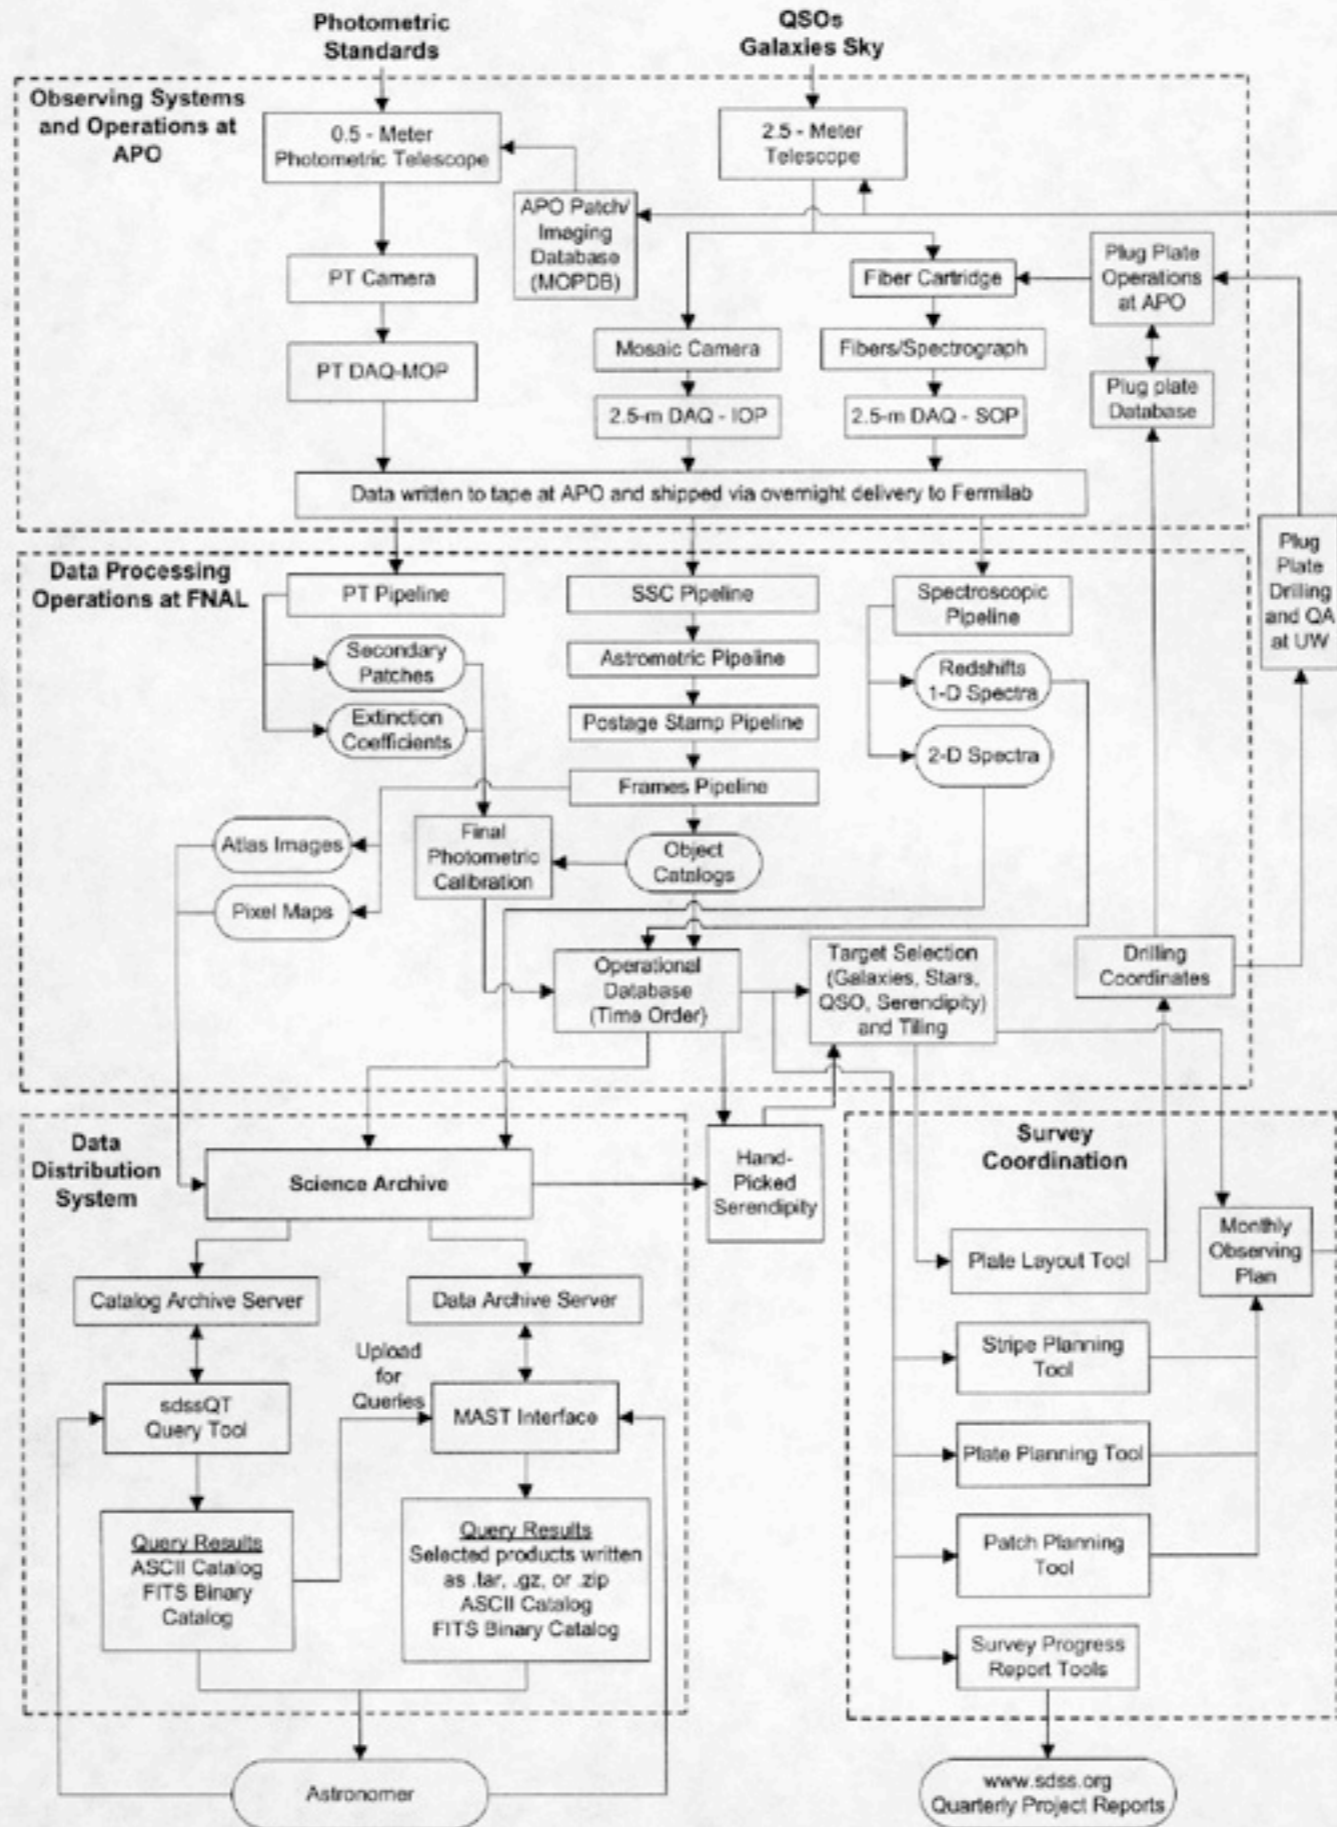 Photometric
Standards
QSOs
Galaxies Sky
Observing Systems
and Operations at
APO
0.5 - Meter
Photometric Telescope
2.5 - Meter
Telescope
APO Patch/
Imaging
Database
(MOPDB)
Plug Plate
Operations
at APO
PT Camera
Fiber Cartridge
Mosaic Camera
Fibers/Spectrograph
PT DAQ-MOP
Plug plate
Database
2.5-m DAQ - IOP
2.5-m DAQ - SOP
Data written to tape at APO and shipped via overnight delivery to Fermilab
Plug
Plate
Drilling
and QA
at UW
Data Processing
Operations at FNAL
PT Pipeline
SSC Pipeline
Spectroscopic
Pipeline
Secondary
Patches
Astrometric Pipeline
Redshifts
1-D Spectra
Extinction
Coefficients
Postage Stamp Pipeline
2-D Spectra
Frames Pipeline
Atlas Images
Final
Photometric
Calibration
Object
Catalogs
Pixel Maps
Operational
Database
(Time Order)
Target Selection
(Galaxies, Stars,
QSO, Serendipity)
and Tilling
Drilling
Coordinates
Data
Distribution
System
Science Archive
Hand-
Picked
Serendipity
Survey
Coordination
Monthly
Observing
Plan
Plate Layout Tool
Catalog Archive Server
Data Archive Server
Upload
for
Queries
Stripe Planning
Tool
sdssQT
Query Tool
MAST Interface
Plate Planning Tool
Query Results
ASCII Catalog
FITS Binary
Catalog
Query Results
Selected products written
as .tar, .gz, or .zip
ASCII Catalog
FITS Binary Catalog
Patch Planning
Tool
Survey Progress
Report Tools
Astronomer
www.sdss.org
Quarterly Project Reports